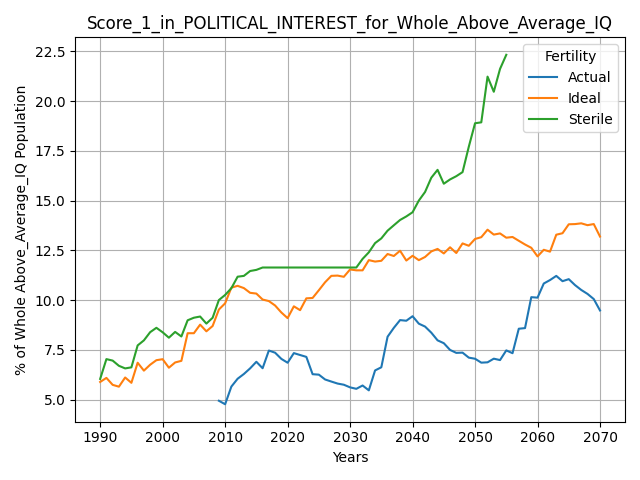 Score_1_in_POLITICAL_INTEREST_for_Whole_Above_Average_IQ
% of Whole Above_Average_IQ Population
22.5
20.0
17.5
15.0
12.5
10.0
7.5
5.0
Fertility
Actual
Ideal
Sterile
1990 2000 2010 2020 2030 2040 2050 2060 2070
Years